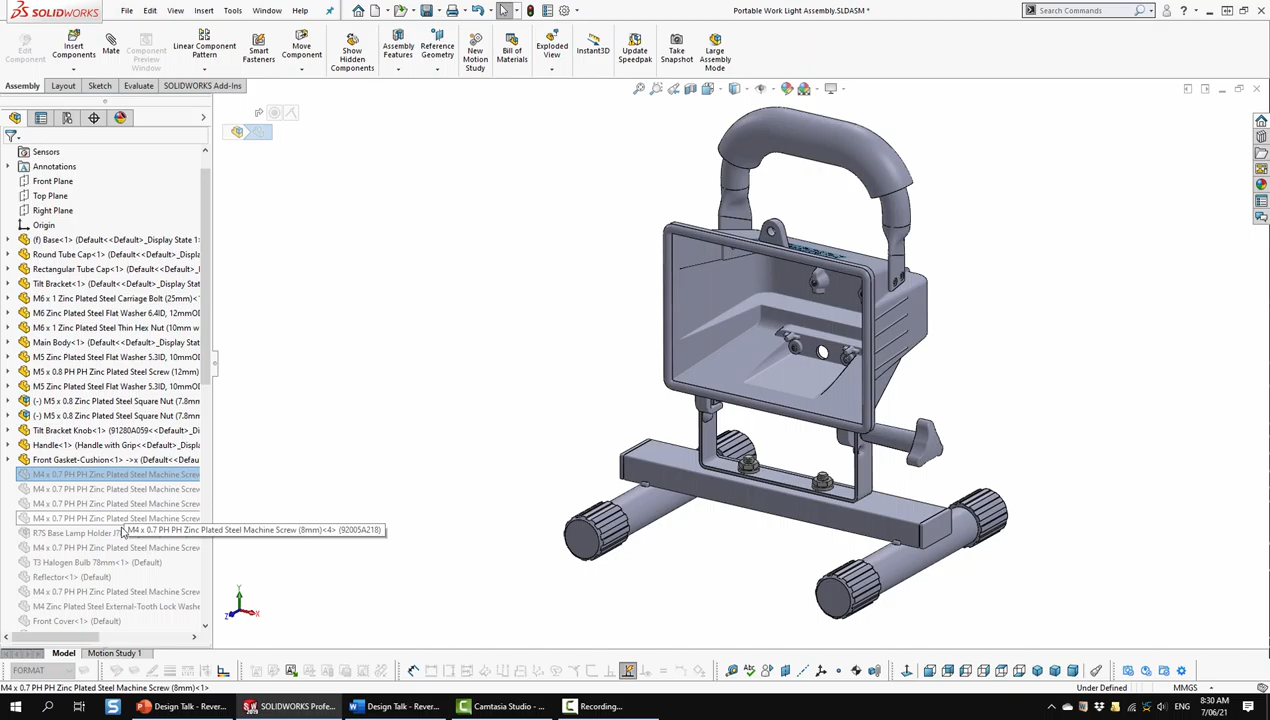 SOLIDWORKS
File Edit View Insert Tools Window Help
Portable Work Light Assembly.SLDASM *
Search Commands
Edit Component
Insert Components
Mate
Component Preview Window
Linear Component Pattern
Smart Fasteners
Move Component
Show Hidden Components
Assembly Features
Reference Geometry
New Motion Study
Bill of Materials
Exploded View
Instant3D
Update Speedpak
Take Snapshot
Large Assembly Mode
Assembly Layout Sketch Evaluate SOLIDWORKS Add-Ins
Sensors
Annotations
Front Plane
Top Plane
Right Plane
Origin
(f) Base<1> (Default<<Default>_Display State 1
Round Tube Cap<1> (Default<<Default>_D
Rectangular Tube Cap<1> (Default<<Defau
Tilt Bracket<1> (Default<<Default>_Display
M6 x 1 Zinc Plated Steel Carriage Bolt (25mm)<
M6 Zinc Plated Steel Flat Washer 6.4ID, 12mmO
M6 x 1 Zinc Plated Steel Thin Hex Nut (10mm w
Main Body<1> (Default<<Default>_Display
M5 Zinc Plated Steel Flat Washer 5.3ID, 10mmO
M5 x 0.8 PH PH Zinc Plated Steel Screw (12mm)
M5 Zinc Plated Steel Flat Washer 5.3ID, 10mmO
(-) M5 x 0.8 Zinc Plated Steel Square Nut (7.8mm
(-) M5 x 0.8 Zinc Plated Steel Square Nut (7.8mm
Tilt Bracket Knob<1> (91280A059<<Default>_Di
Handle<1> (Handle with Grip<<Default>_Displa
Front Gasket-Cushion<1> ->x (Default<<Defau
M4 x 0.7 PH PH Zinc Plated Steel Machine Screw
M4 x 0.7 PH PH Zinc Plated Steel Machine Screw
M4 x 0.7 PH PH Zinc Plated Steel Machine Screw
M4 x 0.7 PH PH Zinc Plated Steel Machine Screw
M4 x 0.7 PH PH Zinc Plated Steel Machine Screw (8mm)<4> (92005A218)
R7S Base Lamp Holder J7
M4 x 0.7 PH PH Zinc Plated Steel Machine Screw
T3 Halogen Bulb 78mm<1> (Default)
Reflector<1> (Default)
M4 x 0.7 PH PH Zinc Plated Steel Machine Screw
M4 Zinc Plated Steel External-Tooth Lock Washe
Front Cover<1> (Default)
Y
Z X
Model Motion Study 1
FORMAT
M4 x 0.7 PH PH Zinc Plated Steel Machine Screw (8mm)<1>
Under Defined MMGS
Design Talk - Rever... SOLIDWORKS Profe... Design Talk - Rever... Camtasia Studio - ... Recording...
8:30 AM
7/06/21